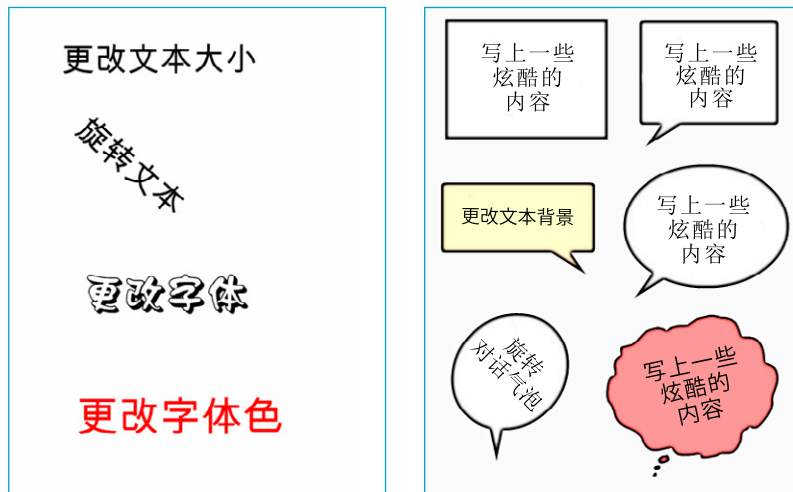 更改文本大小
旋转文本
更改字体
更改字体色
写上一些
炫酷的
内容
写上一些
炫酷的
内容
更改文本背景
写上一些
炫酷的
内容
旋转
对话气泡
写上一些
炫酷的
内容